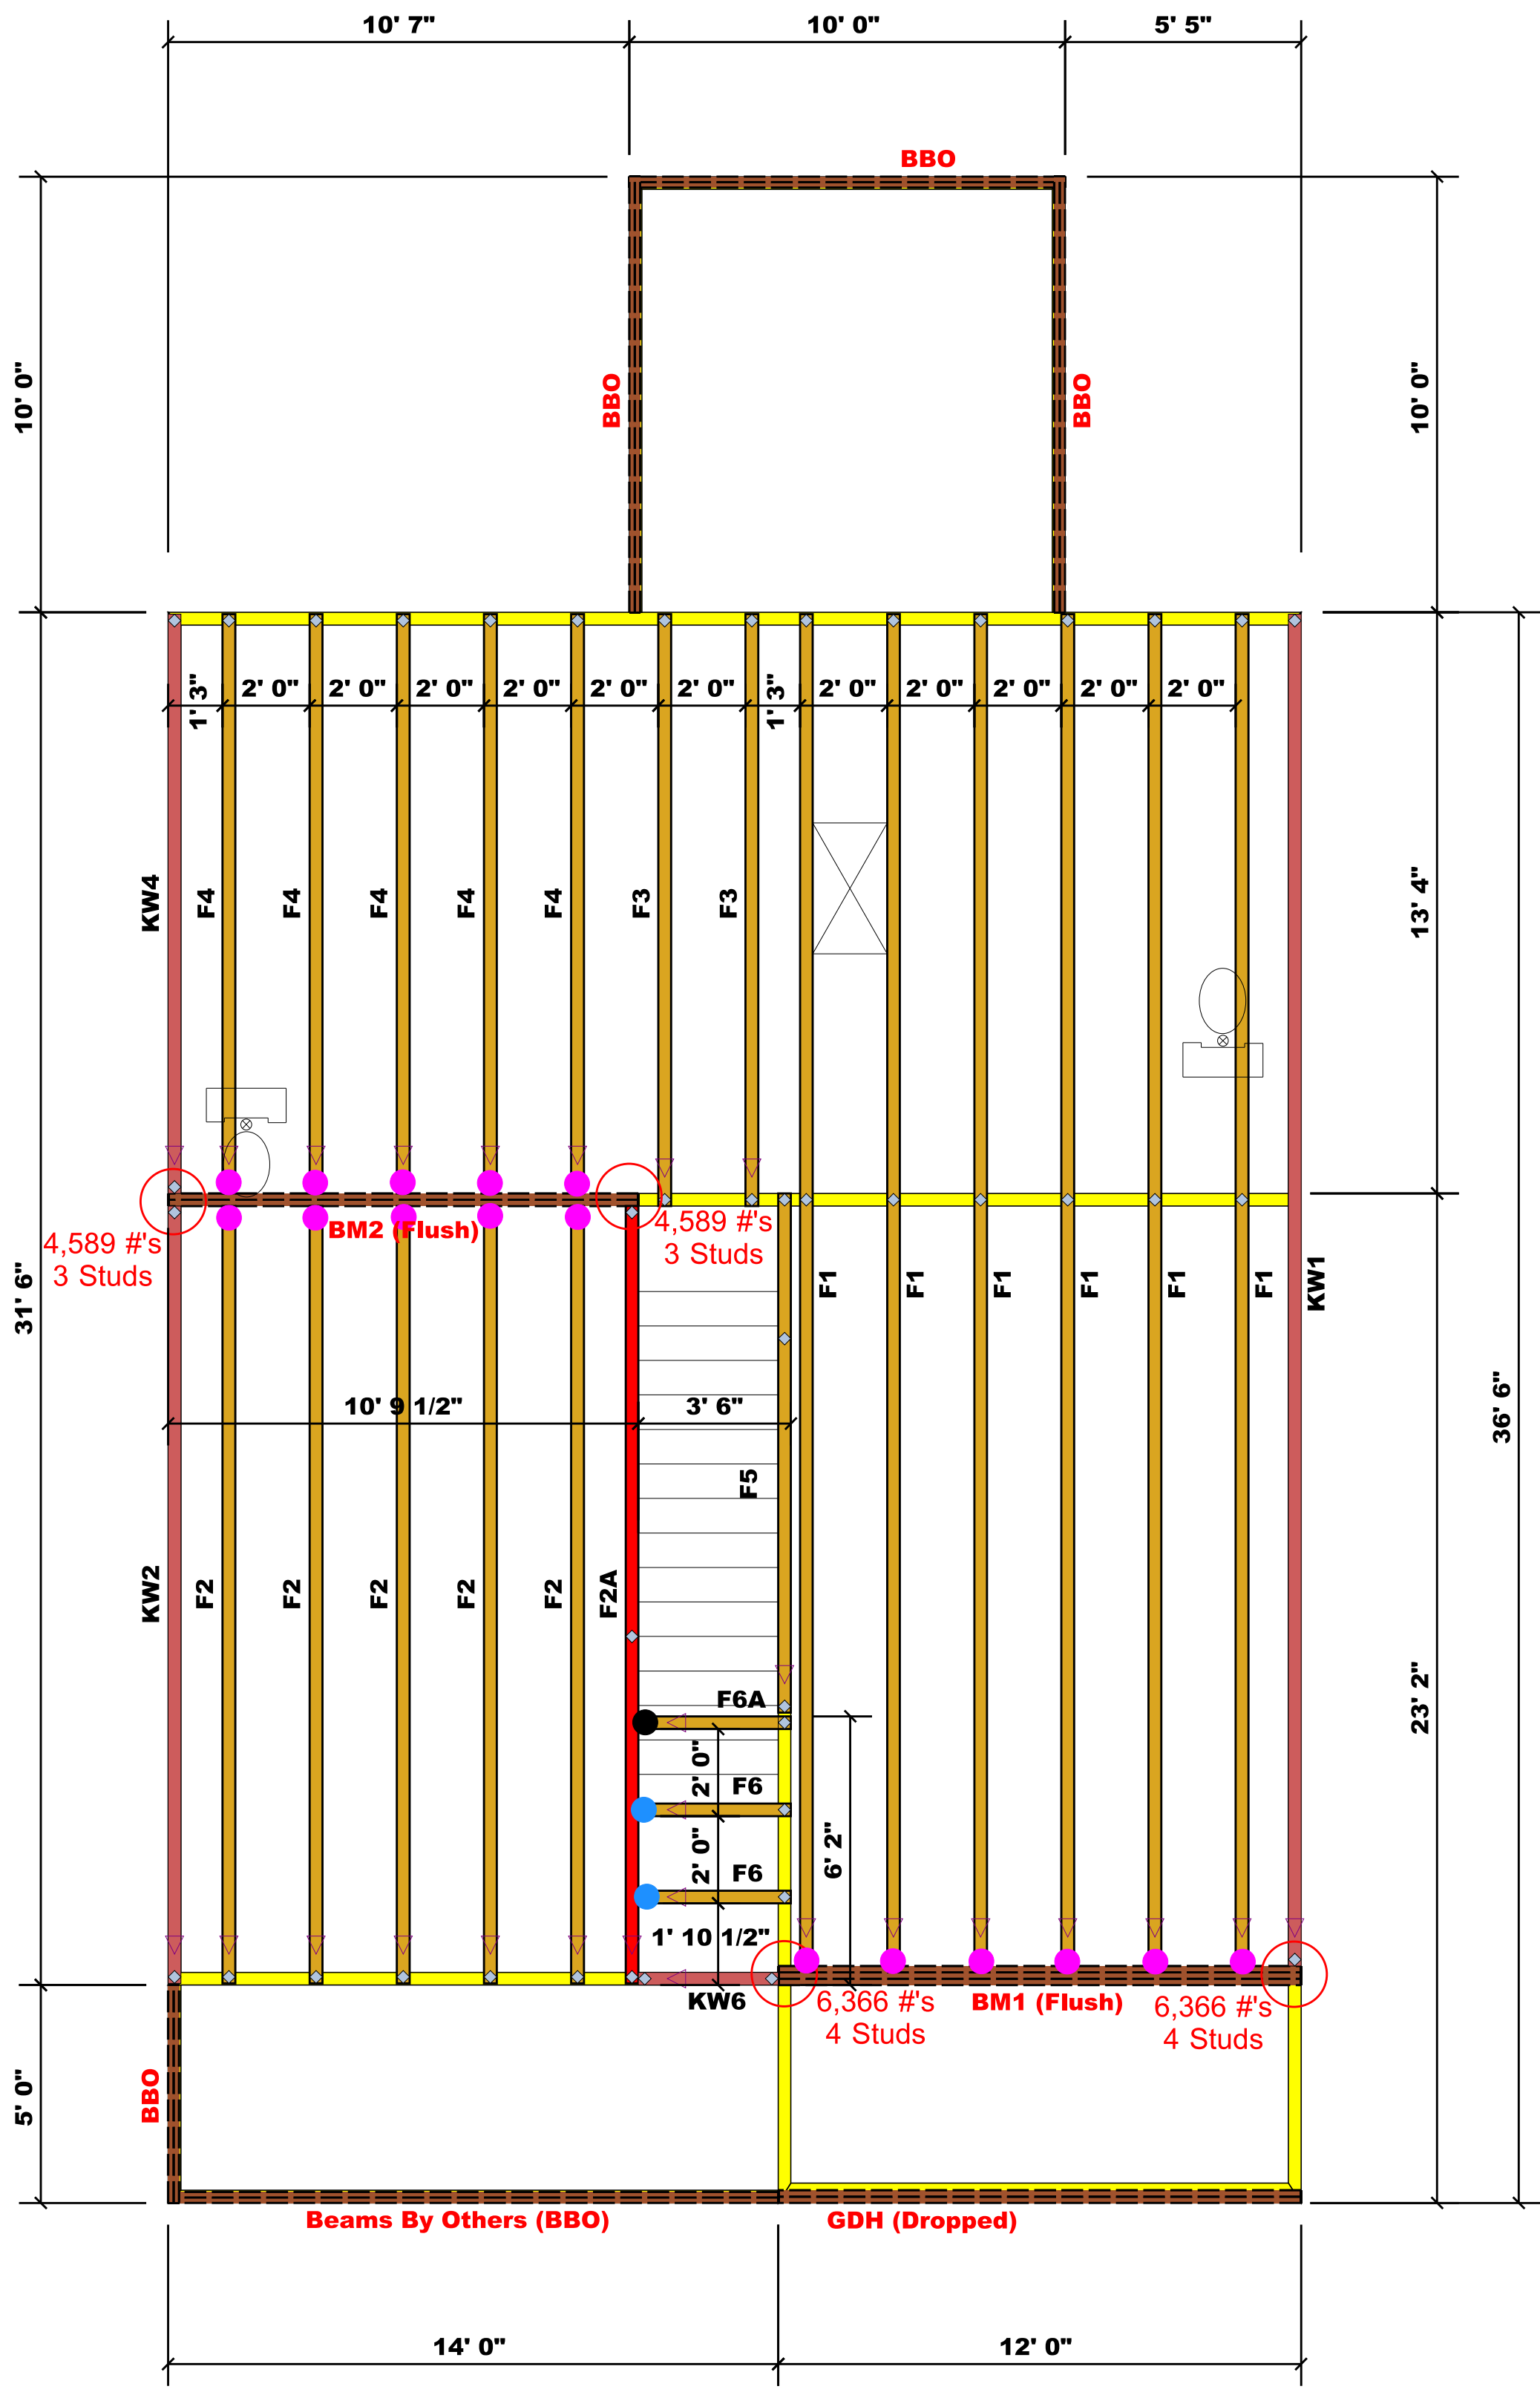 10' 7"
10' 0"
5' 5"
BBO
10' 0"
BBO
BBO
10' 0"
1' 3"
2' 0"
2' 0"
2' 0"
2' 0"
2' 0"
2' 0"
1' 3"
2' 0"
2' 0"
2' 0"
2' 0"
2' 0"
KW4
F4
F4
F4
F4
F4
F3
F3
13' 4"
BM2 (Flush)
4,589 #'s
3 Studs
4,589 #'s
3 Studs
31' 6"
F1
F1
F1
F1
F1
F1
KW1
10' 9 1/2"
3' 6"
36' 6"
F5
KW2
F2
F2
F2
F2
F2
F2A
F6A
2' 0"
F6
2' 0"
6' 2"
F6
1' 10 1/2"
23' 2"
KW6
6,366 #'s
4 Studs
BM1 (Flush)
6,366 #'s
4 Studs
5' 0"
BBO
Beams By Others (BBO)
GDH (Dropped)
14' 0"
12' 0"